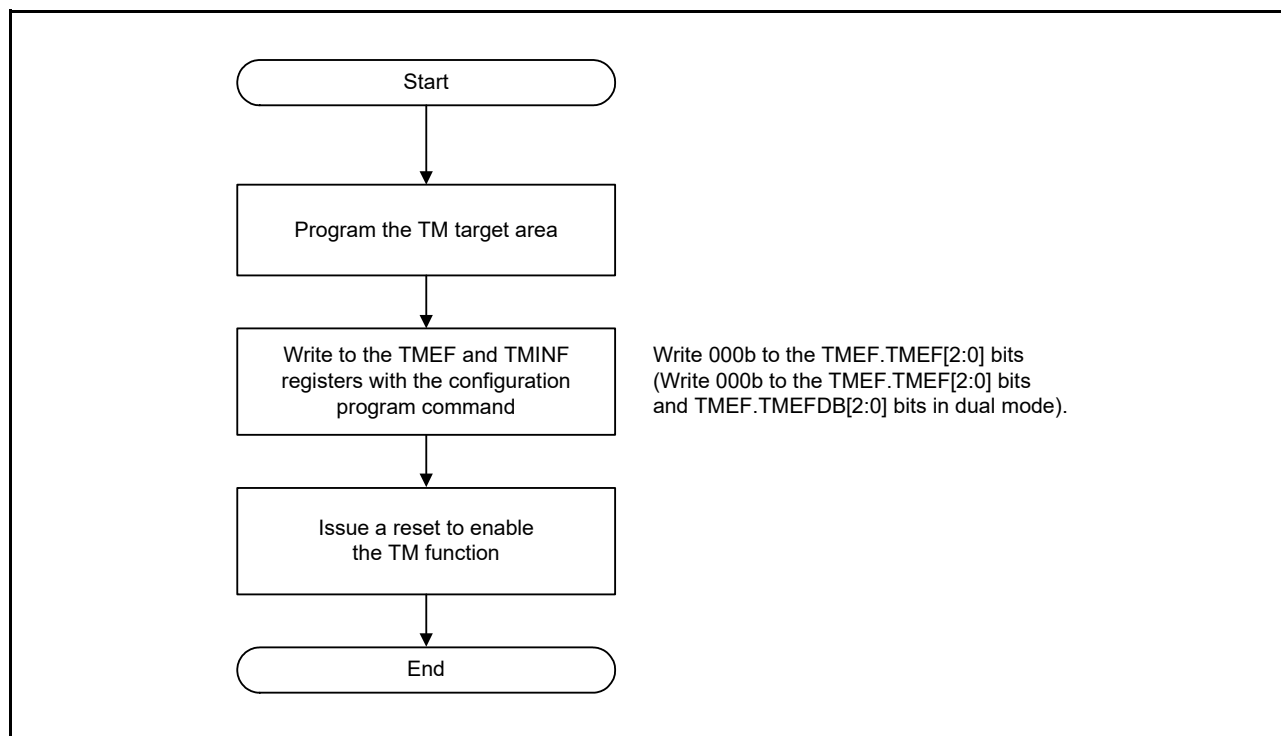 Start
Program the TM target area
Write to the TMEF and TMINF
registers with the configuration
program command
Write 000b to the TMEF.TMEF[2:0] bits
(Write 000b to the TMEF.TMEF[2:0] bits
and TMEF.TMEFDB[2:0] bits in dual mode).
Issue a reset to enable
the TM function
End